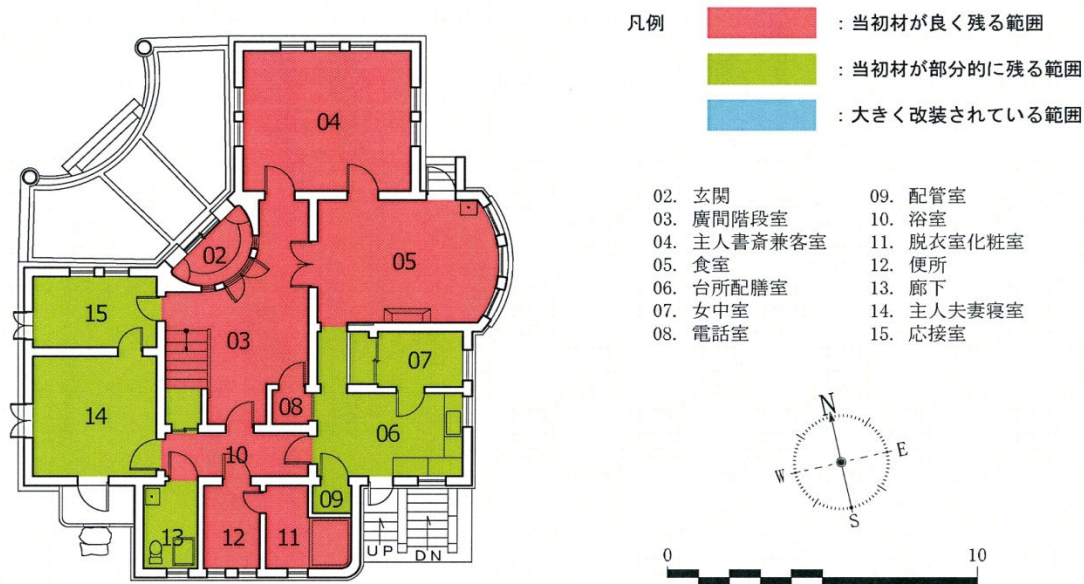 凡例
：当初材が良く残る範囲
：当初材が部分的に残る範囲
：大きく改装されている範囲
02. 玄関
03. 廣間階段室
04. 主人書斎兼客室
05. 食室
06. 台所配膳室
07. 女中室
08. 電話室
09. 配管室
10. 浴室
11. 脱衣室化粧室
12. 便所
13. 廊下
14. 主人夫妻寝室
15. 応接室
04
02
05
15
03
07
14
08
06
10
09
13
12
11
UP
DN
N
W
E
S
0
10